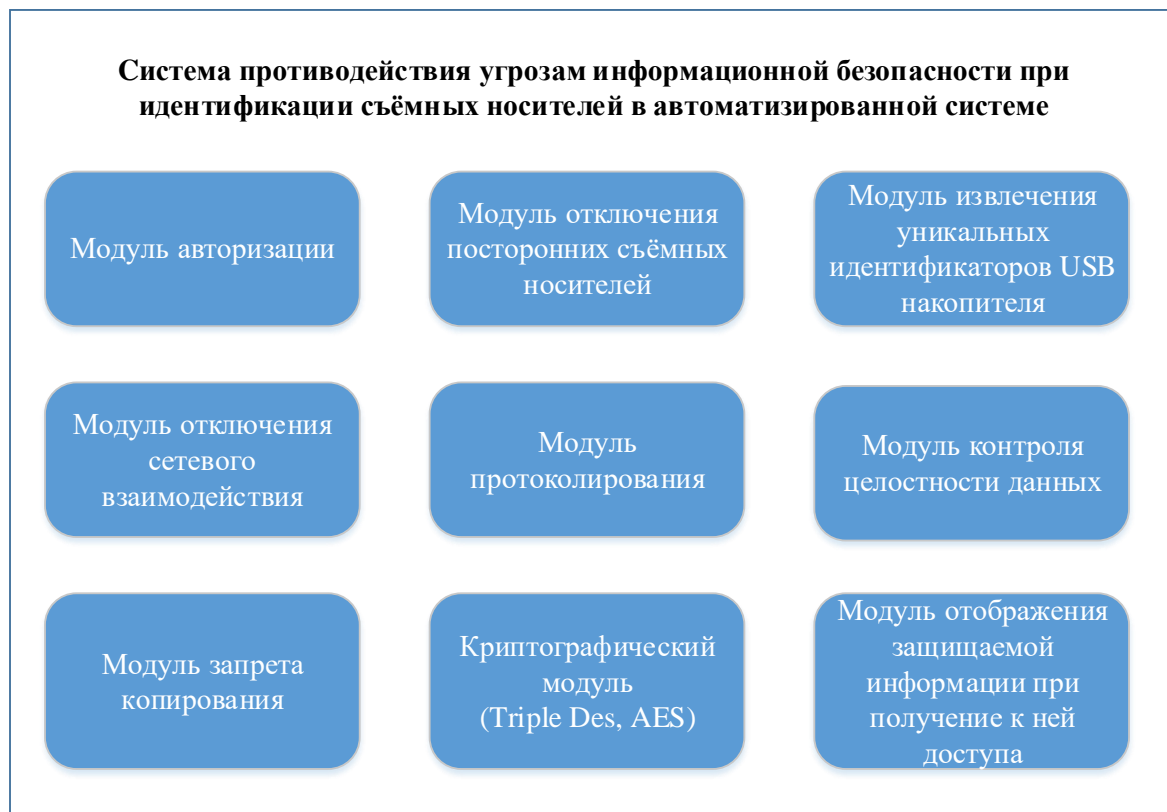 Система противодействия угрозам информационной безопасности при
идентификации съёмных носителей в автоматизированной системе
Модуль авторизации
Модуль отключения
посторонних съёмных
носителей
Модуль извлечения
уникальных
идентификаторов USB
накопителя
Модуль отключения
сетевого
взаимодействия
Модуль
протоколирования
Модуль контроля
целостности данных
Модуль запрета
копирования
Криптографический
модуль
(Triple Des, AES)
Модуль отображения
защищаемой
информации при
получение к ней
доступа